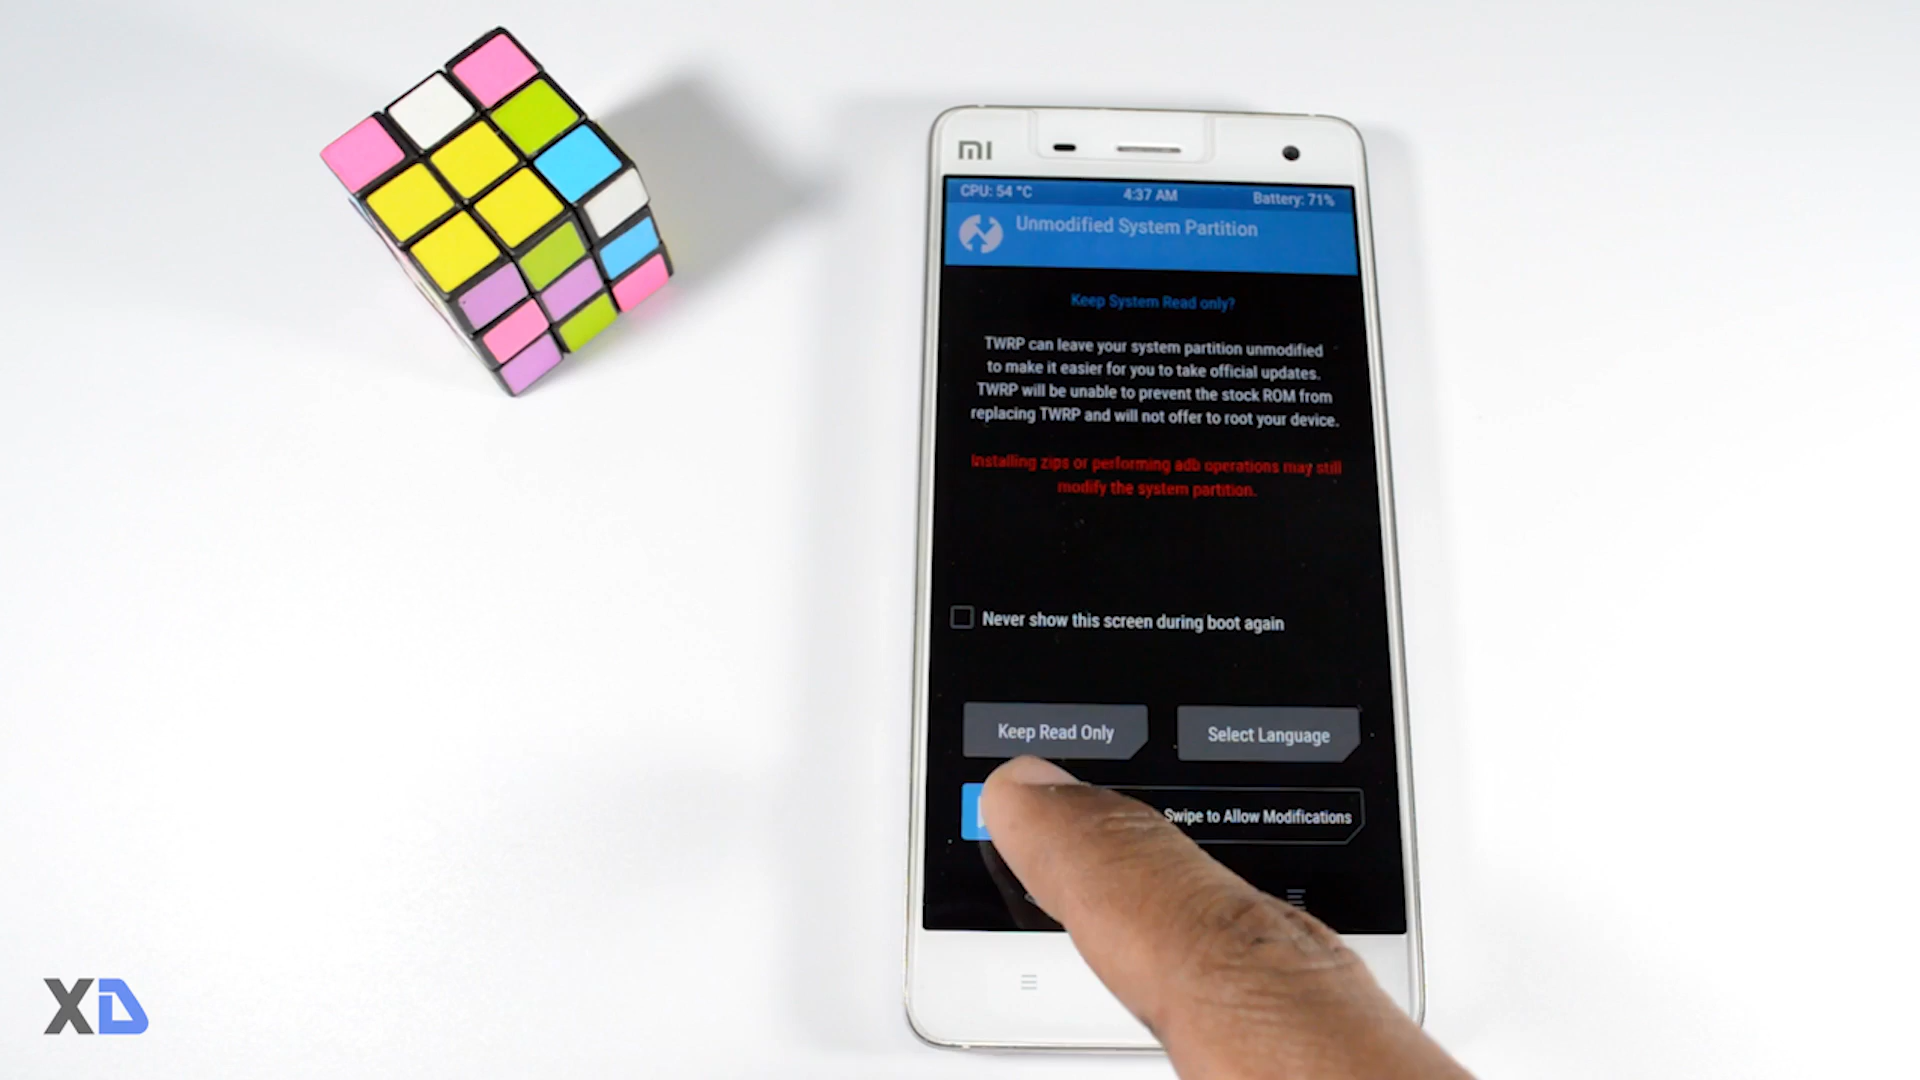 mi
CPU: 54 °C 4:37 AM Battery: 71%
Unmodified System Partition
Keep System Read only?
TWRP can leave your system partition unmodified
to make it easier for you to take official updates.
TWRP will be unable to prevent the stock ROM from
replacing TWRP and will not offer to root your device.
Installing zips or performing adb operations may still
modify the system partition.
Never show this screen during boot again
Keep Read Only Select Language
Swipe to Allow Modifications
XD